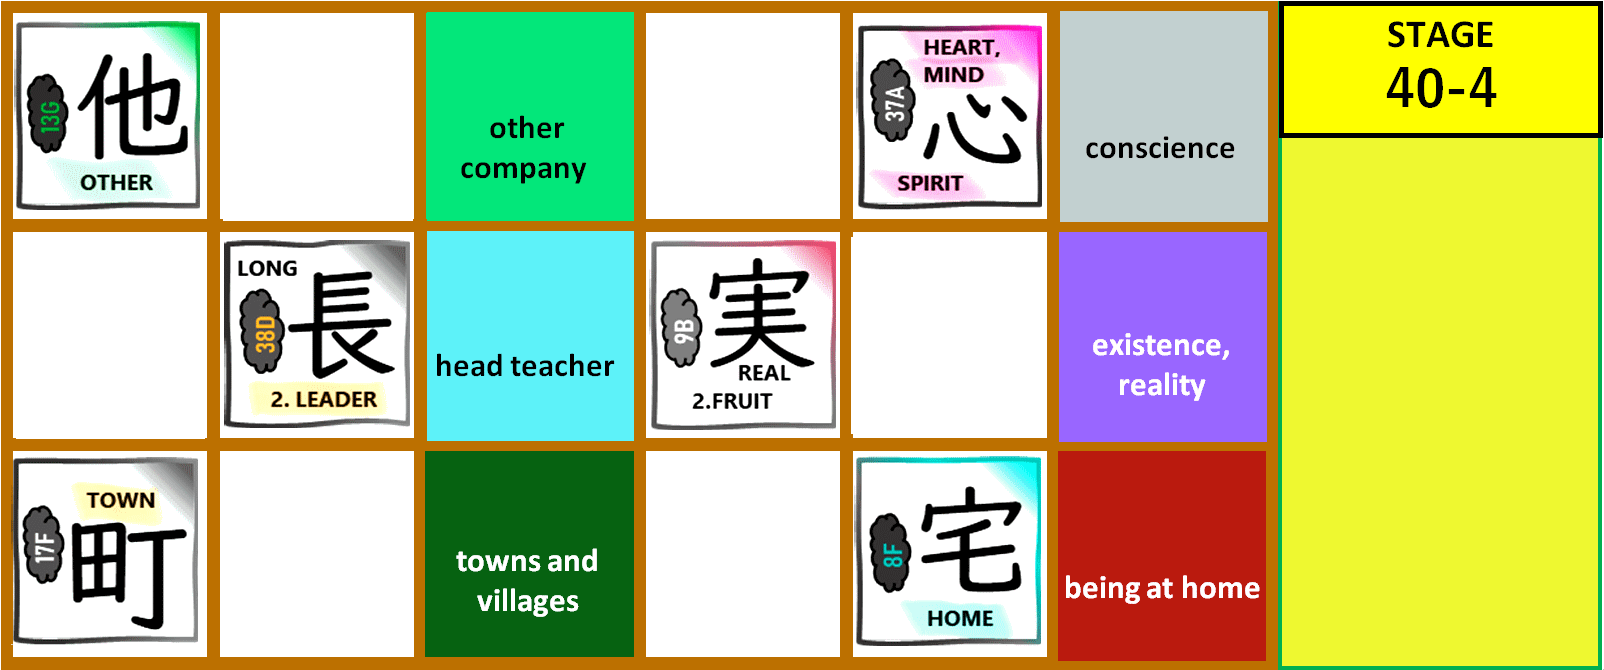 13G
他
OTHER
other
company
HEART,
MIND
37A
心
SPIRIT
conscience
STAGE
40-4
LONG
38D
長
2. LEADER
head teacher
9B
実
REAL
2.FRUIT
existence,
reality
TOWN
17F
町
towns and
villages
8F
宅
HOME
being at home